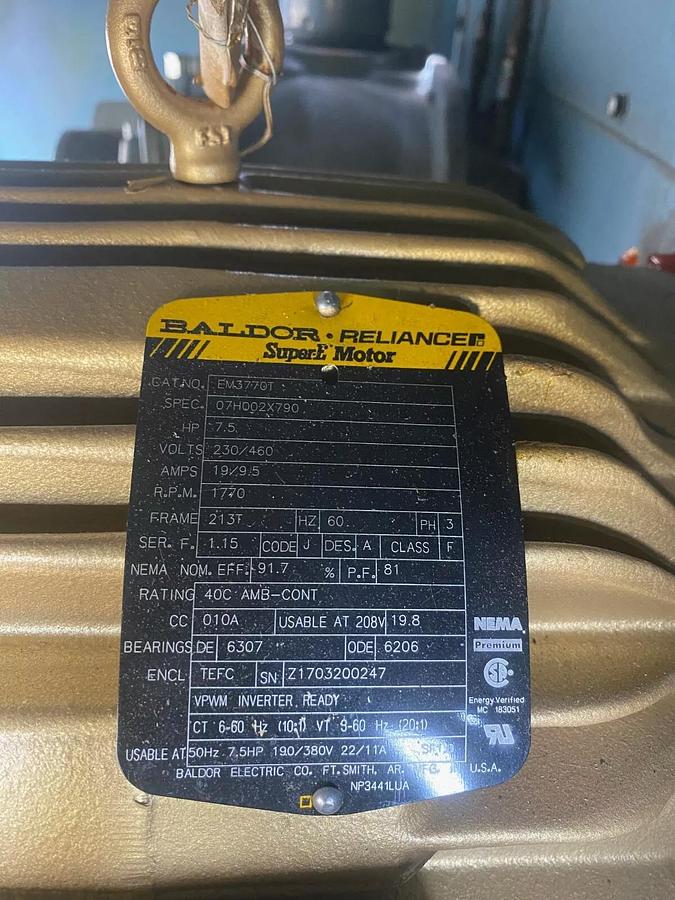 BALDOR • RELIANCE
Super-E Motor
CAT.NO. EM3770T
SPEC. 07H002X790
HP 7.5
VOLTS 230/460
AMPS 19/9.5
R.P.M. 1770
FRAME 213T HZ 60 PH 3
SER. F. 1.15 CODE J DES. A CLASS F
NEMA NOM. EFF. 91.7 % P.F. 81
RATING 40C AMB-CONT
CC 010A USABLE AT 208V 19.8
NEMA
Premium
BEARINGS DE 6307 ODE 6206
ENCL TEFC SN Z1703200247
Energy Verified
MC 183051
VPWM INVERTER READY
CT 6-60 Hz (10:1) VT 3-60 Hz (20:1)
USABLE AT 50Hz 7.5HP 190/380V 22/11A
BALDOR ELECTRIC CO. FT.SMITH, AR. MFG. U.S.A.
NP3441LUA